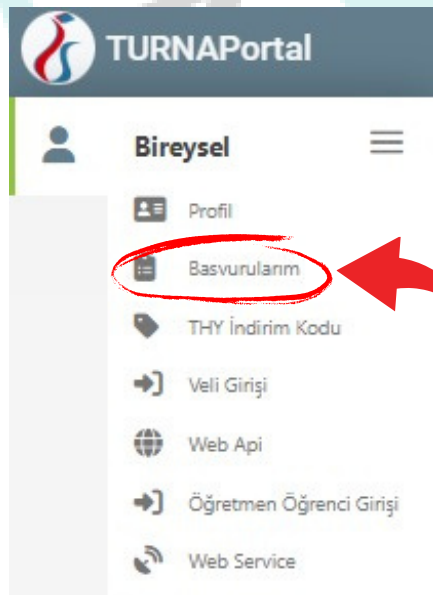 TURNAPortal
Bireysel
Profil
Basvurularım
THY İndirim Kodu
Veli Girişi
Web Api
Öğretmen Öğrenci Girişi
Web Service